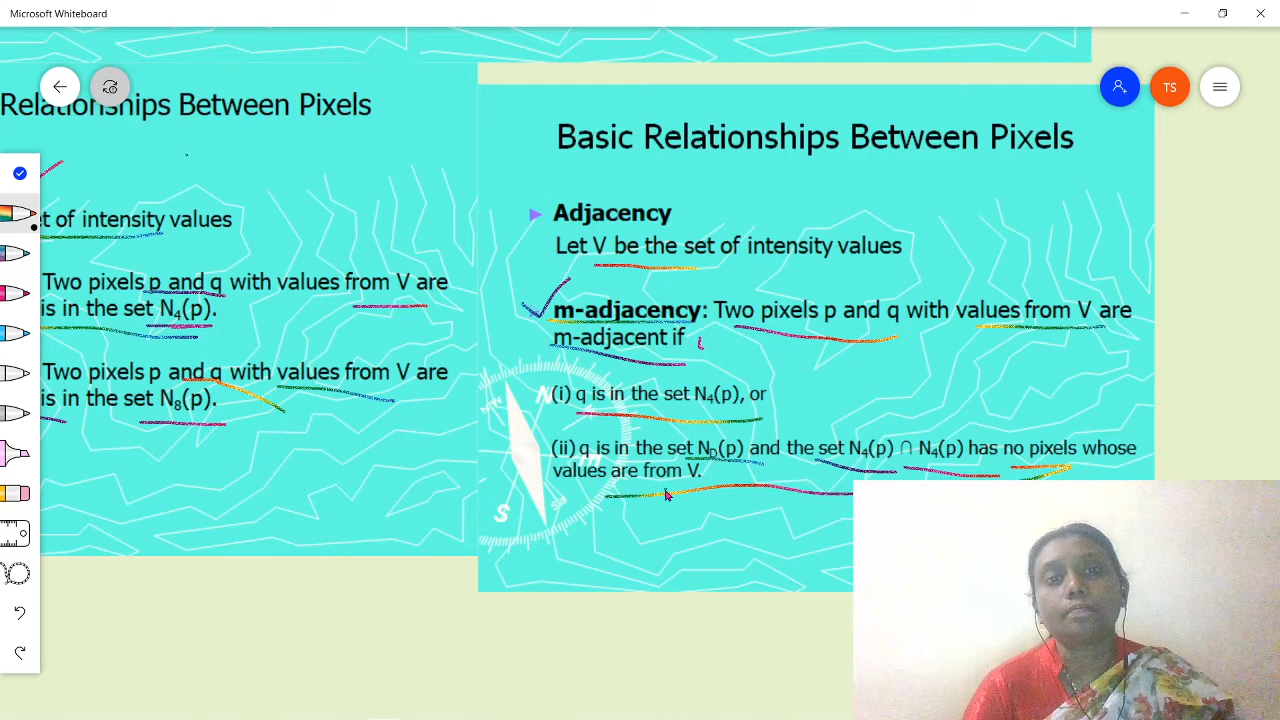 Microsoft Whiteboard
TS
Relationships Between Pixels
t of intensity values
Two pixels p and q with values from V are
is in the set N₄(p).
Two pixels p and q with values from V are
is in the set N₈(p).
Basic Relationships Between Pixels
Adjacency
Let V be the set of intensity values
m-adjacency: Two pixels p and q with values from V are
m-adjacent if
(i) q is in the set N₄(p), or
(ii) q is in the set N_D(p) and the set N₄(p) ∩ N₄(p) has no pixels whose
values are from V.
N
NW
S